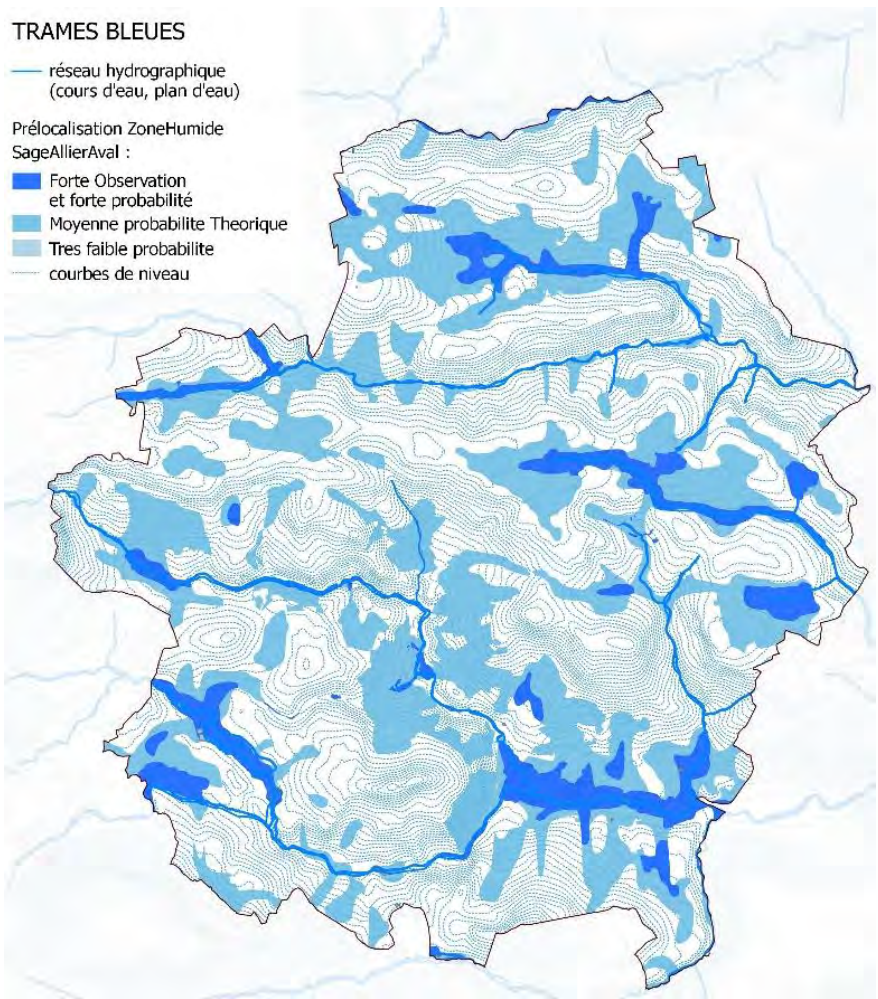 TRAMES BLEUES
réseau hydrographique
(cours d'eau, plan d'eau)
Prélocalisation ZoneHumide
SageAllierAval :
Forte Observation
et forte probabilité
Moyenne probabilite Theorique
Tres faible probabilite
courbes de niveau